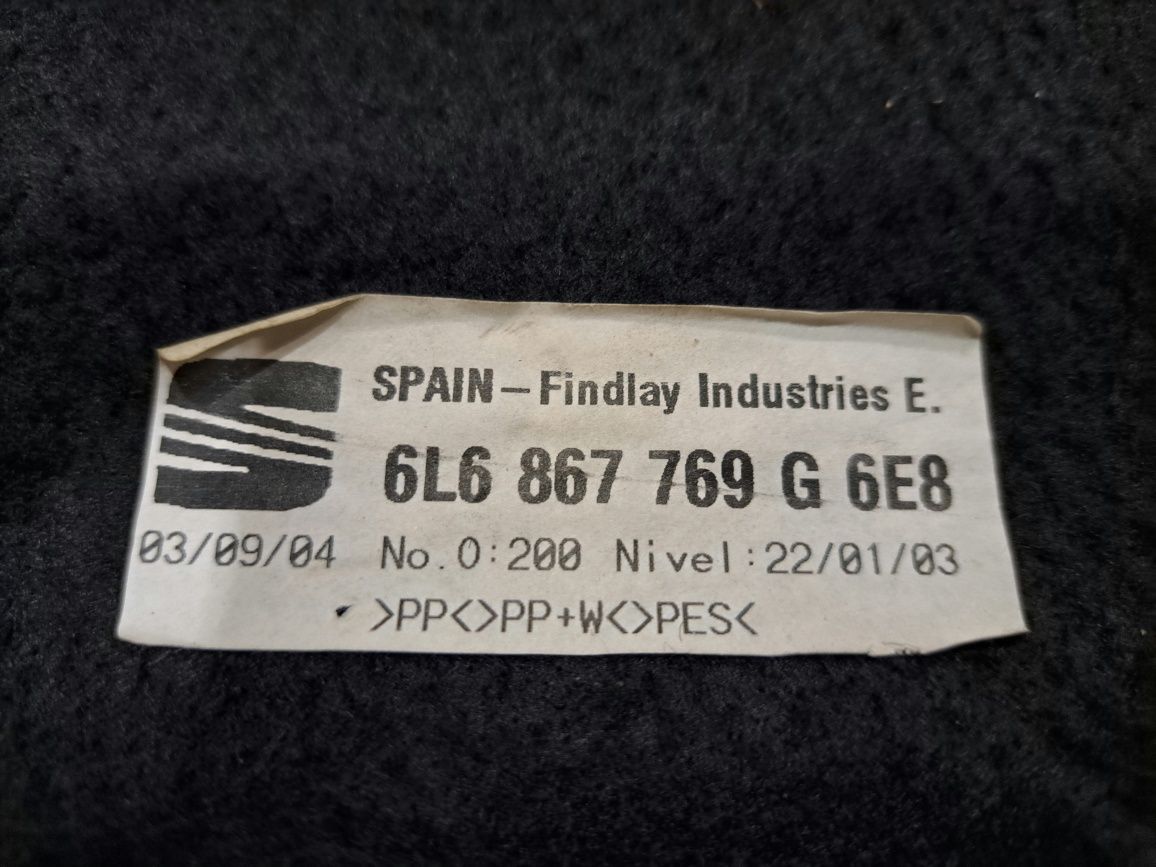 SPAIN—Findlay Industries E.
6L6 867 769 G 6E8
03/09/04 No.O:200 Nivel:22/01/03
>PP<>PP+W<>PES<